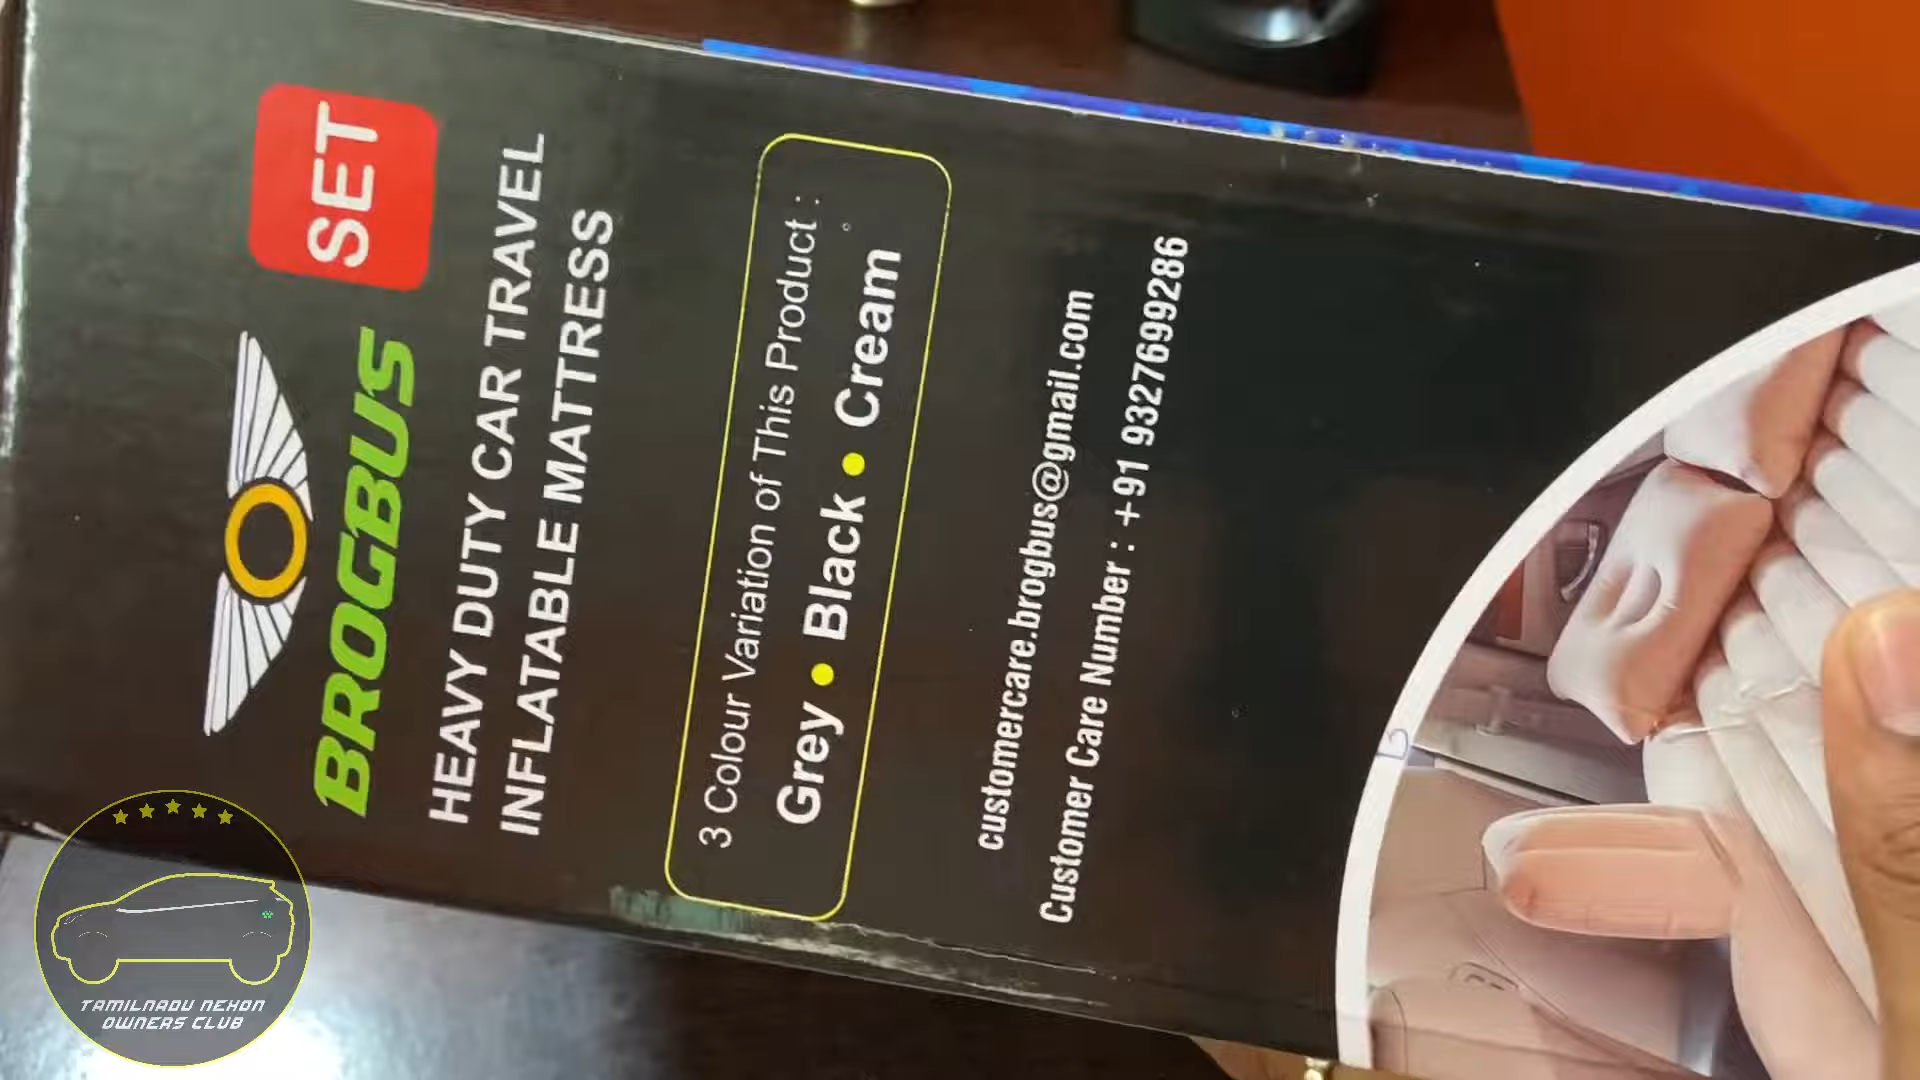 SET
BROGBUS
HEAVY DUTY CAR TRAVEL
INFLATABLE MATTRESS
3 Colour Variation of This Product :
Grey • Black • Cream
customercare.brogbus@gmail.com
Customer Care Number : +91 9327699286
TAMILNADU NEXON
OWNERS CLUB